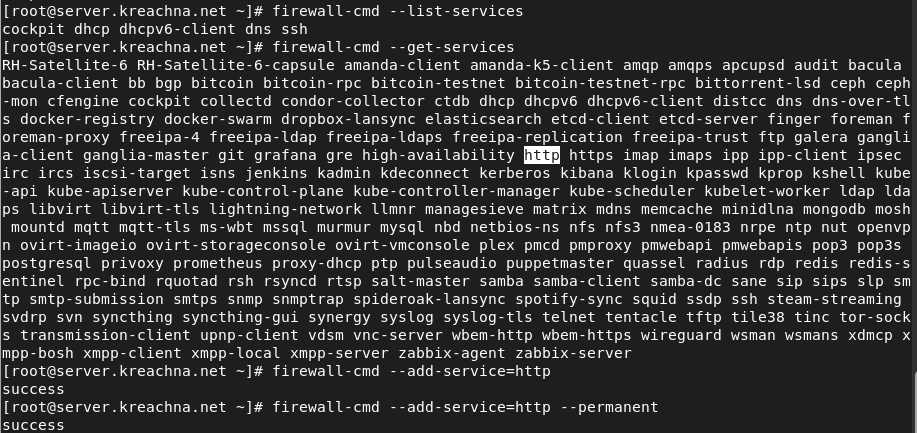 [root@server.kreachna.net ~]# firewall-cmd --list-services
cockpit dhcp dhcpv6-client dns ssh
[root@server.kreachna.net ~]# firewall-cmd --get-services
RH-Satellite-6 RH-Satellite-6-capsule amanda-client amanda-k5-client amqp amqps apcupsd audit bacula
bacula-client bb bgp bitcoin bitcoin-rpc bitcoin-testnet bitcoin-testnet-rpc bittorrent-lsd ceph ceph
-mon cfengine cockpit collectd condor-collector ctdb dhcp dhcpv6 dhcpv6-client distcc dns dns-over-tl
s docker-registry docker-swarm dropbox-lansync elasticsearch etcd-client etcd-server finger foreman f
oreman-proxy freeipa-4 freeipa-ldap freeipa-ldaps freeipa-replication freeipa-trust ftp galera gangli
a-client ganglia-master git grafana gre high-availability http https imap imaps ipp ipp-client ipsec
irc ircs iscsi-target isns jenkins kadmin kdeconnect kerberos kibana klogin kpasswd kprop kshell kube
-api kube-apiserver kube-control-plane kube-controller-manager kube-scheduler kubelet-worker ldap lda
ps libvirt libvirt-tls lightning-network llmnr managesieve matrix mdns memcache minidlna mongodb mosh
mountd mqtt mqtt-tls ms-wbt mssql murmur mysql nbd netbios-ns nfs nfs3 nmea-0183 nrpe ntp nut openvp
n ovirt-imageio ovirt-storageconsole ovirt-vmconsole plex pmcd pmproxy pmwebapi pmwebapis pop3 pop3s
postgresql privoxy prometheus proxy-dhcp ptp pulseaudio puppetmaster quassel radius rdp redis redis-s
entinel rpc-bind rquotad rsh rsyncd rtsp salt-master samba samba-client samba-dc sane sip sips slp sm
tp smtp-submission smtps snmp snmptrap spideroak-lansync spotify-sync squid ssdp ssh steam-streaming
svdrp svn syncthing syncthing-gui synergy syslog syslog-tls telnet tentacle tftp tile38 tinc tor-sock
s transmission-client upnp-client vdsm vnc-server wbem-http wbem-https wireguard wsman wsmans xdmcp x
mpp-bosh xmpp-client xmpp-local xmpp-server zabbix-agent zabbix-server
[root@server.kreachna.net ~]# firewall-cmd --add-service=http
success
[root@server.kreachna.net ~]# firewall-cmd --add-service=http --permanent
success